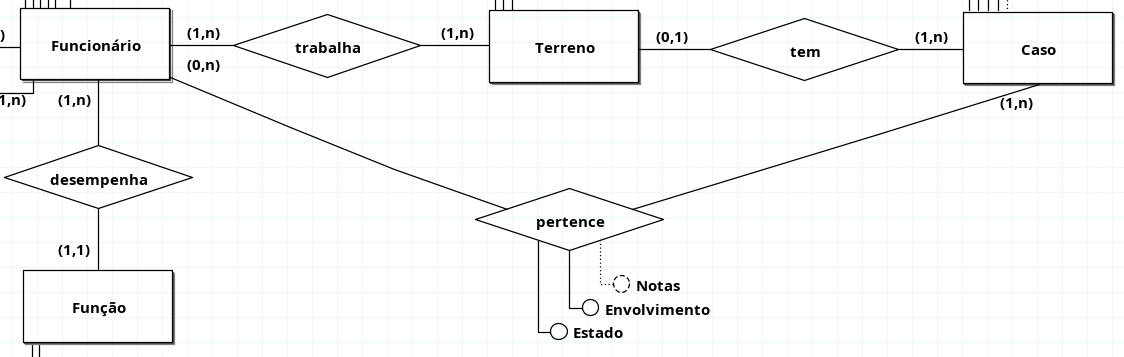 )
Funcionário
(1,n)
trabalha
(1,n)
Terreno
(0,1)
tem
(1,n)
Caso
(0,n)
1,n)
(1,n)
(1,n)
desempenha
pertence
(1,1)
Notas
Função
Envolvimento
Estado